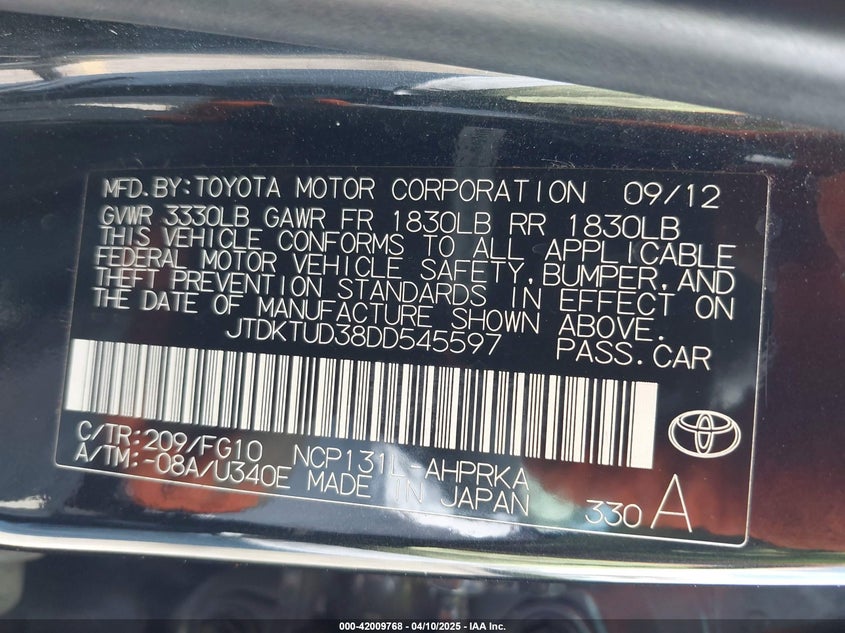 MFD. BY: TOYOTA MOTOR CORPORATION 09/12
GVWR 3330LB GAWR FR 1830LB RR 1830LB
THIS VEHICLE CONFORMS TO ALL APPLICABLE
FEDERAL MOTOR VEHICLE SAFETY, BUMPER, AND
THEFT PREVENTION STANDARDS IN EFFECT ON
THE DATE OF MANUFACTURE SHOWN ABOVE.
JTDKTUD38DD545597 PASS. CAR
C/TR: 209/FG10 NCP131L-AHPRKA
A/TM: -08A/U340E MADE IN JAPAN 330 A
000-42009768 04/10/2025 - IAA Inc.